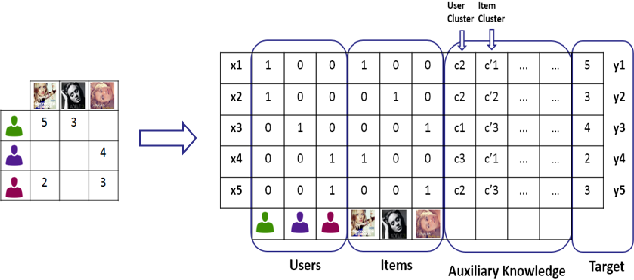 User Cluster
Item Cluster
5 3
4
2 3
x1 1 0 0 1 0 0 c2 c'1 ... ... 5 y1
x2 1 0 0 0 1 0 c2 c'2 ... ... 3 y2
x3 0 1 0 0 0 1 c1 c'3 ... ... 4 y3
x4 0 0 1 1 0 0 c3 c'1 ... ... 2 y4
x5 0 0 1 0 0 1 c2 c'3 ... ... 3 y5
Users Items Auxiliary Knowledge Target